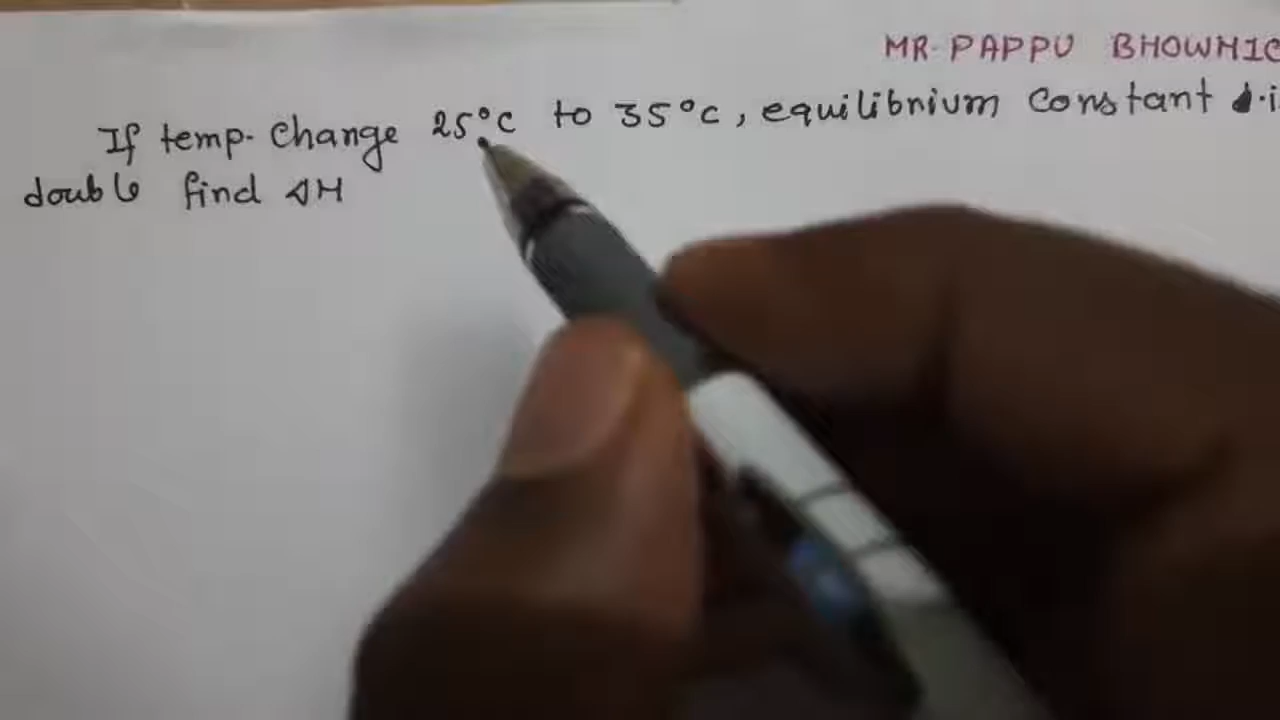 MR. PAPPU BHOWMIC
If temp. change 25°C to 35°C, equilibrium constant
double find ΔH